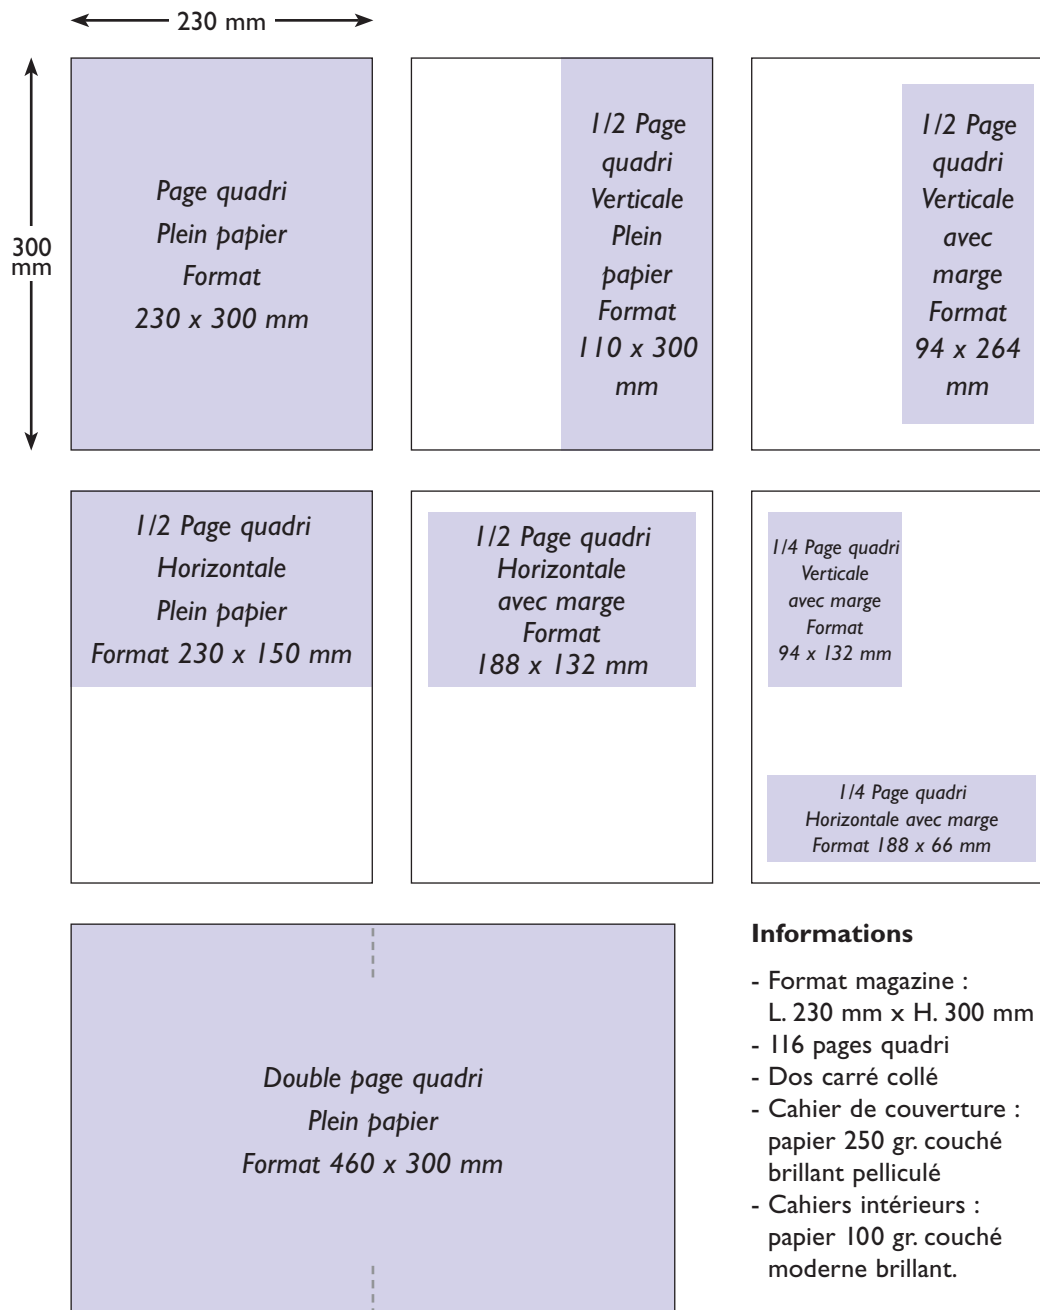 230 mm
300
mm
Page quadri
Plein papier
Format
230 x 300 mm
1/2 Page
quadri
Verticale
Plein
papier
Format
110 x 300
mm
1/2 Page
quadri
Verticale
avec
marge
Format
94 x 264
mm
1/2 Page quadri
Horizontale
Plein papier
Format 230 x 150 mm
1/2 Page quadri
Horizontale
avec marge
Format
188 x 132 mm
1/4 Page quadri
Verticale
avec marge
Format
94 x 132 mm
1/4 Page quadri
Horizontale avec marge
Format 188 x 66 mm
Double page quadri
Plein papier
Format 460 x 300 mm
Informations
- Format magazine :
L. 230 mm x H. 300 mm
- 116 pages quadri
- Dos carré collé
- Cahier de couverture :
papier 250 gr. couché
brillant pelliculé
- Cahiers intérieurs :
papier 100 gr. couché
moderne brillant.